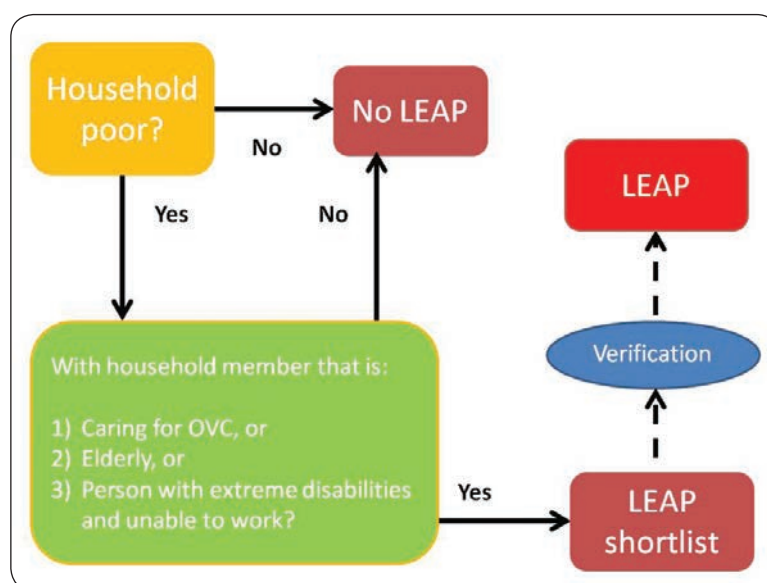 Household
poor?
No LEAP
No
Yes
No
LEAP
With household member that is:
1) Caring for OVC, or
2) Elderly, or
3) Person with extreme disabilities
and unable to work?
Verification
Yes
LEAP
shortlist